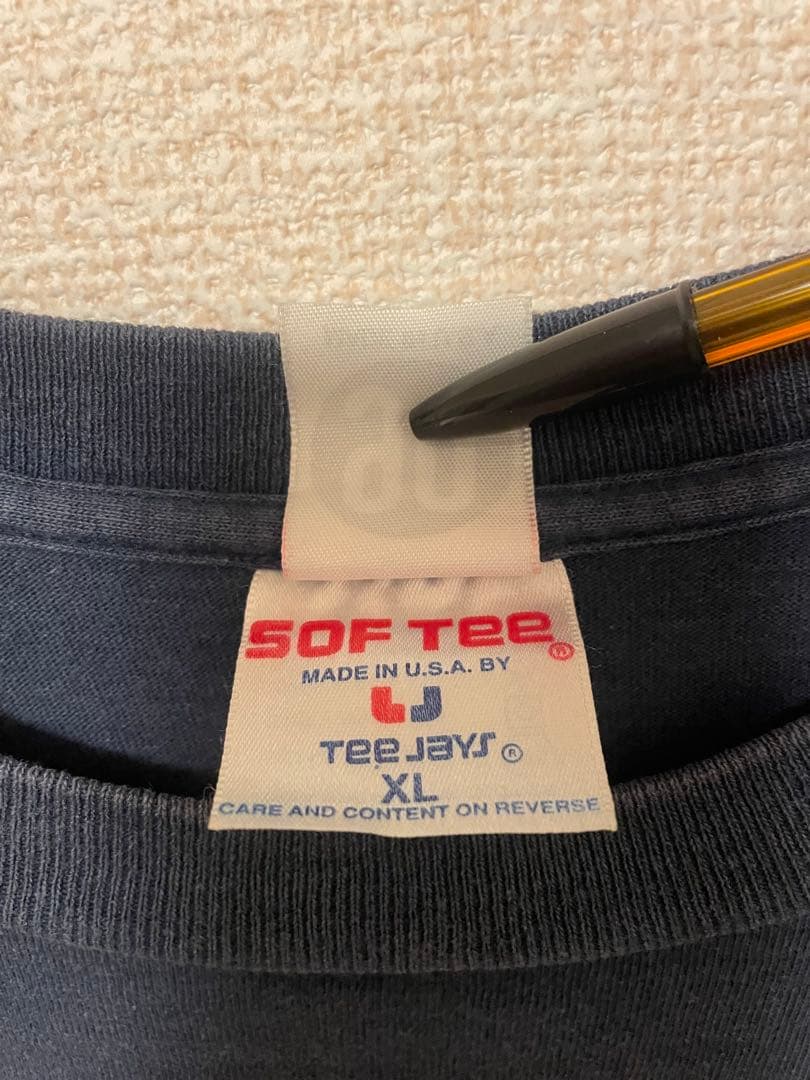 SOF TEE®
MADE IN U.S.A. BY
TEE JAYS®
XL
CARE AND CONTENT ON REVERSE